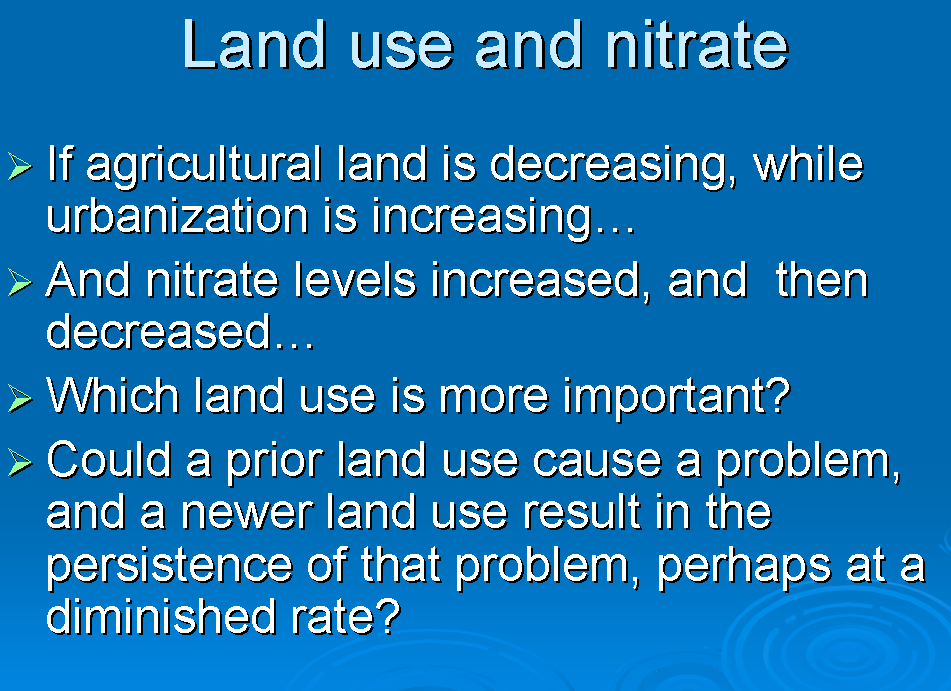 Land use and nitrate
If agricultural land is decreasing, while
urbanization is increasing…
And nitrate levels increased, and  then
decreased…
Which land use is more important?
Could a prior land use cause a problem,
and a newer land use result in the
persistence of that problem, perhaps at a
diminished rate?